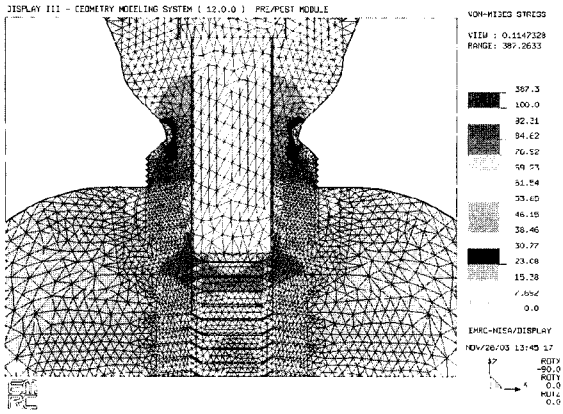 DISPLAY III - GEOMETRY MODELING SYSTEM ( 12.0.0 ) PRE/POST MODULE
VON-MISES STRESS
VIEW : 0.1147328
RANGE: 387.2633
387.3
100.0
92.31
84.62
76.92
69.23
61.54
53.85
46.15
38.46
30.77
23.08
15.38
7.692
0.0
EMRC-NISA/DISPLAY
NOV/28/03 13:45 17
ROTX
-90.0
ROTY
0.0
ROTZ
0.0